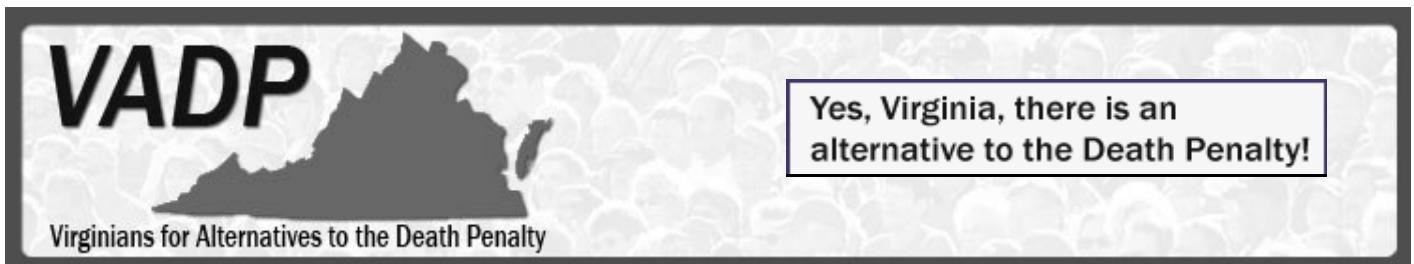 VADP
Virginians for Alternatives to the Death Penalty
Yes, Virginia, there is an
alternative to the Death Penalty!